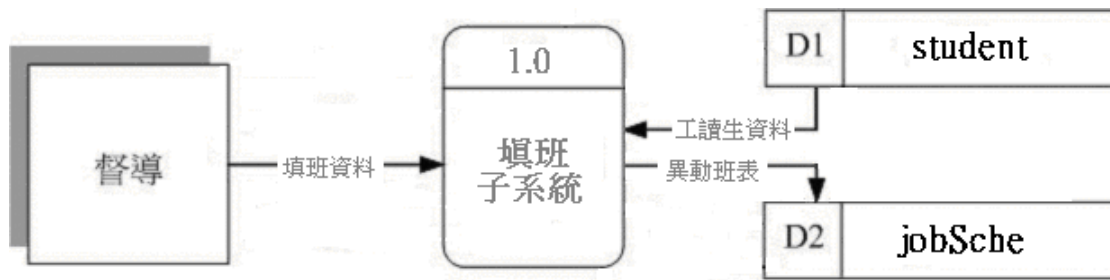 督導
填班資料
1.0
填班
子系統
D1 student
工讀生資料
異動班表
D2 jobSche